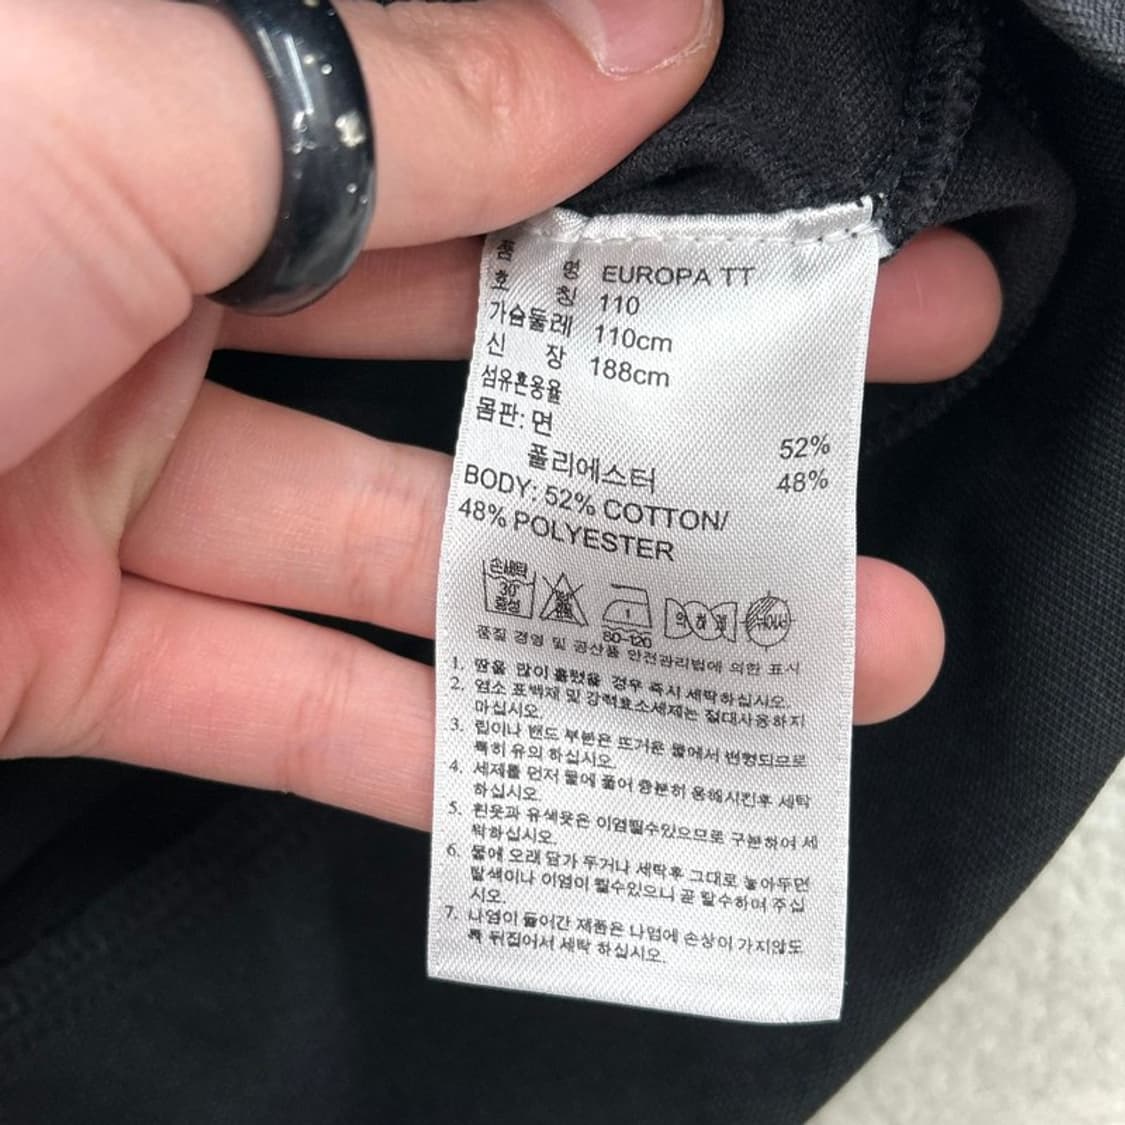 품 명 EUROPA TT
호 칭 110
가슴둘레 110cm
신 장 188cm
섬유혼용율
몸판: 면 52%
폴리에스터 48%
BODY: 52% COTTON/
48% POLYESTER
손세탁
30°
중성
80-120
품질 경영 및 공산품 안전관리법에 의한 표시
1. 땀을 많이 흘렸을 경우 즉시 세탁하십시오.
2. 염소 표백제 및 강력효소세제는 절대사용하지
마십시오.
3. 립이나 밴드 부분은 뜨거운 물에서 변형되므로
특히 유의 하십시오.
4. 세제를 먼저 물에 풀어 충분히 용해시킨후 세탁
하십시오.
5. 흰옷과 유색옷은 이염될수있으므로 구분하여 세
탁하십시오.
6. 물에 오래 담가 두거나 세탁후 그대로 놓아두면
탈색이나 이염이 될수있으니 곧 탈수하여 주십
시오.
7. 나염이 들어간 제품은 나염에 손상이 가지않도
록 뒤집어서 세탁 하십시오.